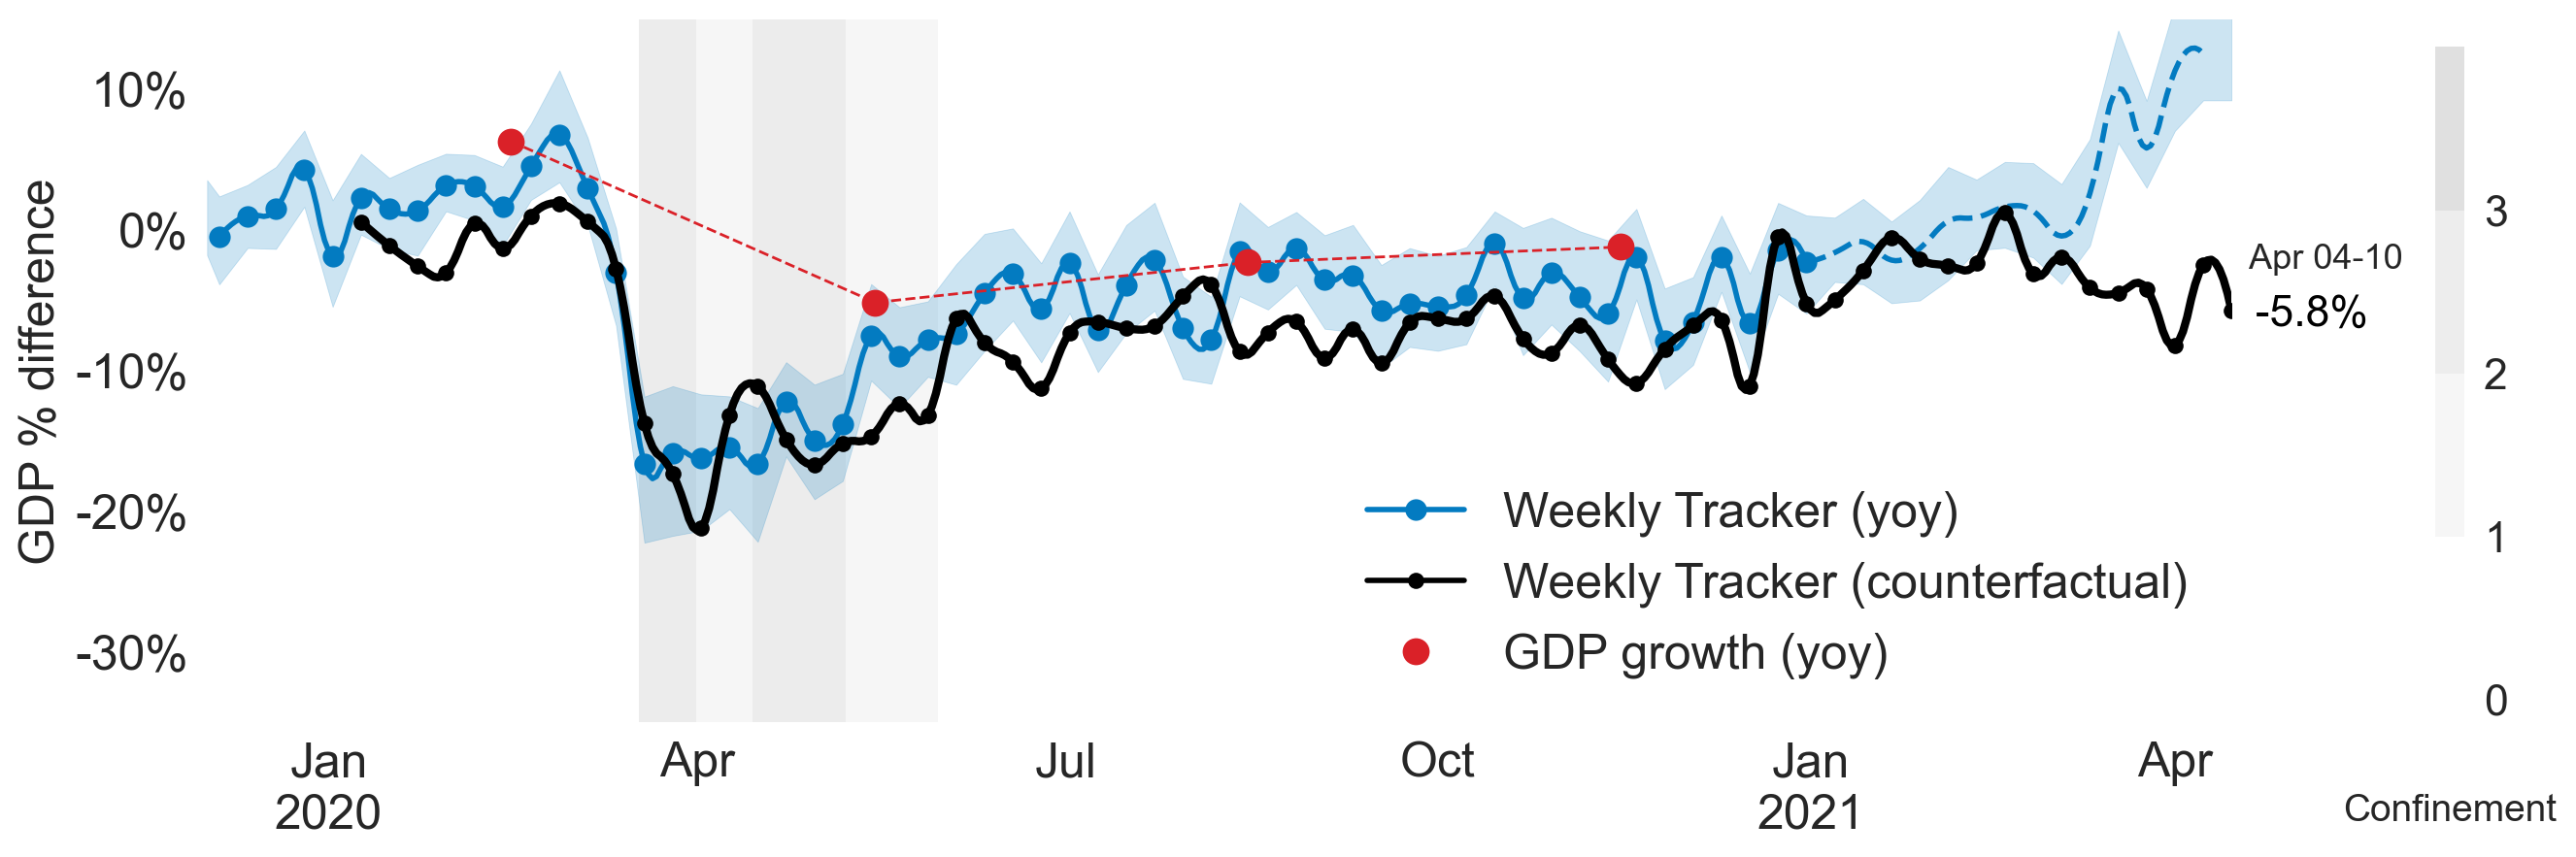 GDP % difference
10%
0%
-10%
-20%
-30%
Jan
2020
Apr
Jul
Oct
Jan
2021
Apr
Weekly Tracker (yoy)
Weekly Tracker (counterfactual)
GDP growth (yoy)
Apr 04-10
-5.8%
3
2
1
0
Confinement